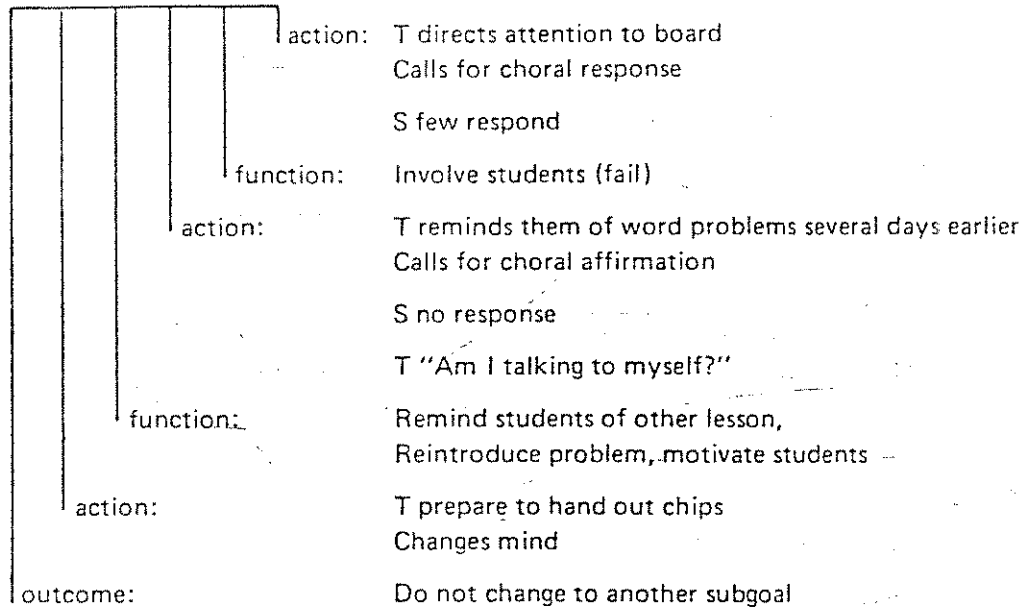 action: T directs attention to board
Calls for choral response
S few respond
function: Involve students (fail)
action: T reminds them of word problems several days earlier
Calls for choral affirmation
S no response
T "Am I talking to myself?"
function: Remind students of other lesson,
Reintroduce problem, motivate students
action: T prepare to hand out chips
Changes mind
outcome: Do not change to another subgoal